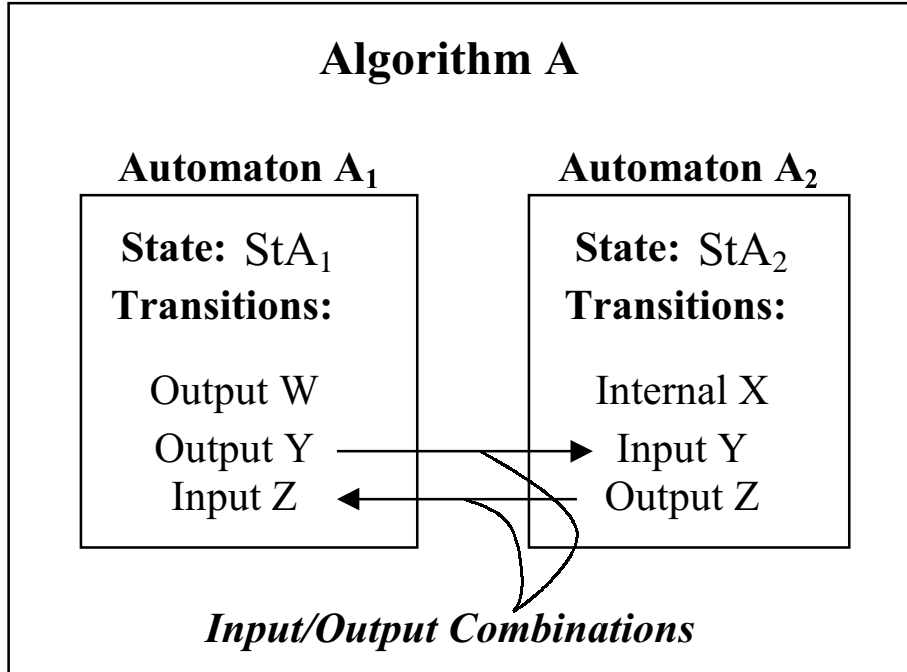 Algorithm A
Automaton A₁
State: StA₁
Transitions:
Output W
Output Y
Input Z
Automaton A₂
State: StA₂
Transitions:
Internal X
Input Y
Output Z
Input/Output Combinations